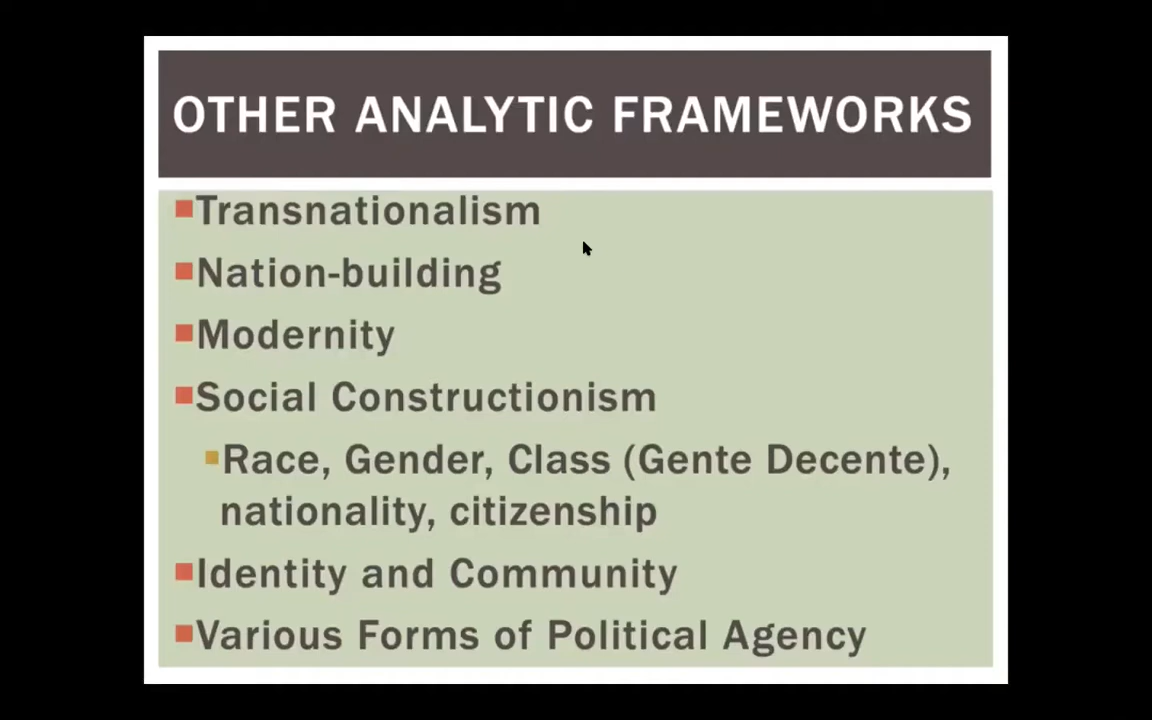 OTHER ANALYTIC FRAMEWORKS
Transnationalism
Nation-building
Modernity
Social Constructionism
Race, Gender, Class (Gente Decente),
nationality, citizenship
Identity and Community
Various Forms of Political Agency